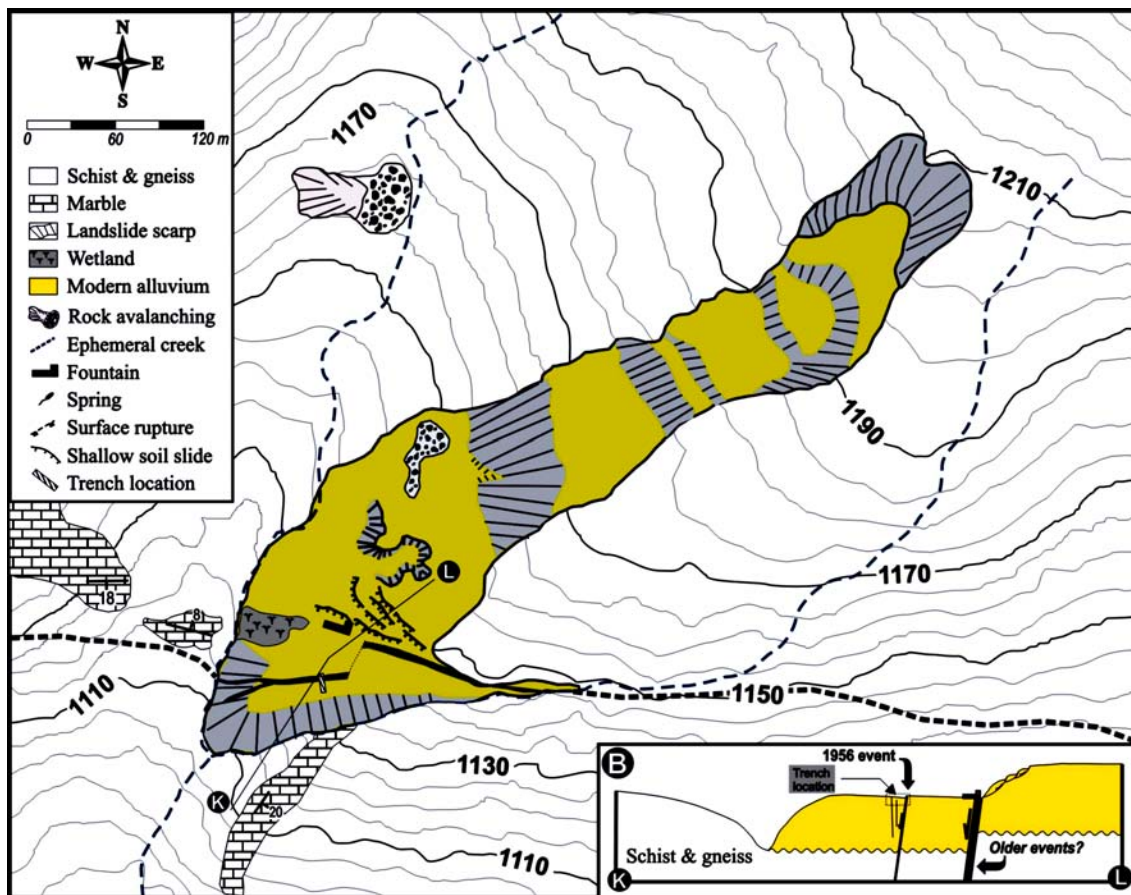 N
W E
S
0 60 120 m
Schist & gneiss
Marble
Landslide scarp
Wetland
Modern alluvium
Rock avalanching
Ephemeral creek
Fountain
Spring
Surface rupture
Shallow soil slide
Trench location
1170
1210
1190
1170
1150
1110
1130
1110
18
8
20
L
K
B
1956 event
Trench
location
Schist & gneiss
Older events?
K
L